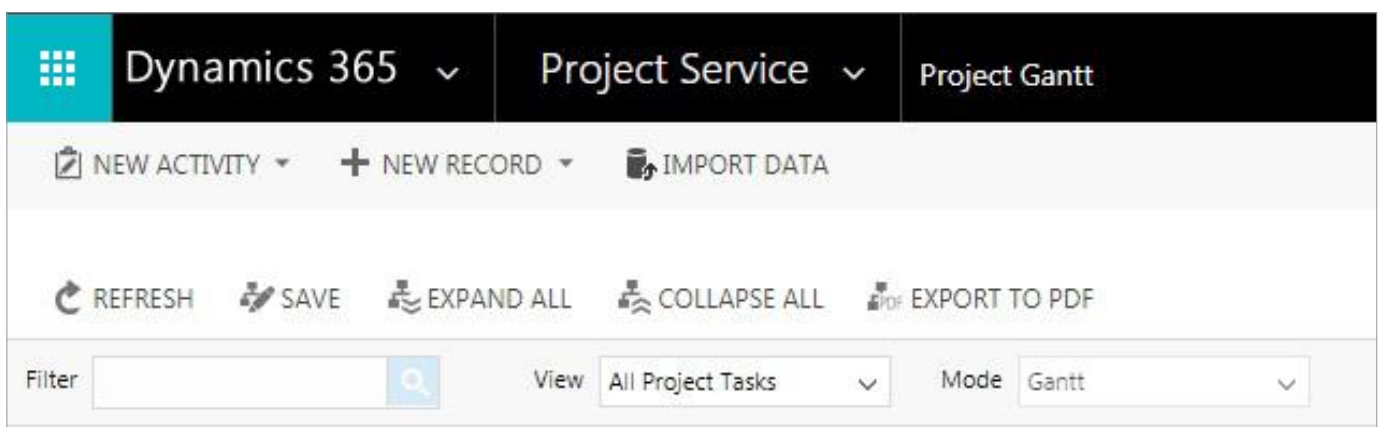 Dynamics 365 Project Service Project Gantt
NEW ACTIVITY NEW RECORD IMPORT DATA
REFRESH SAVE EXPAND ALL COLLAPSE ALL PDF EXPORT TO PDF
Filter View All Project Tasks Mode Gantt